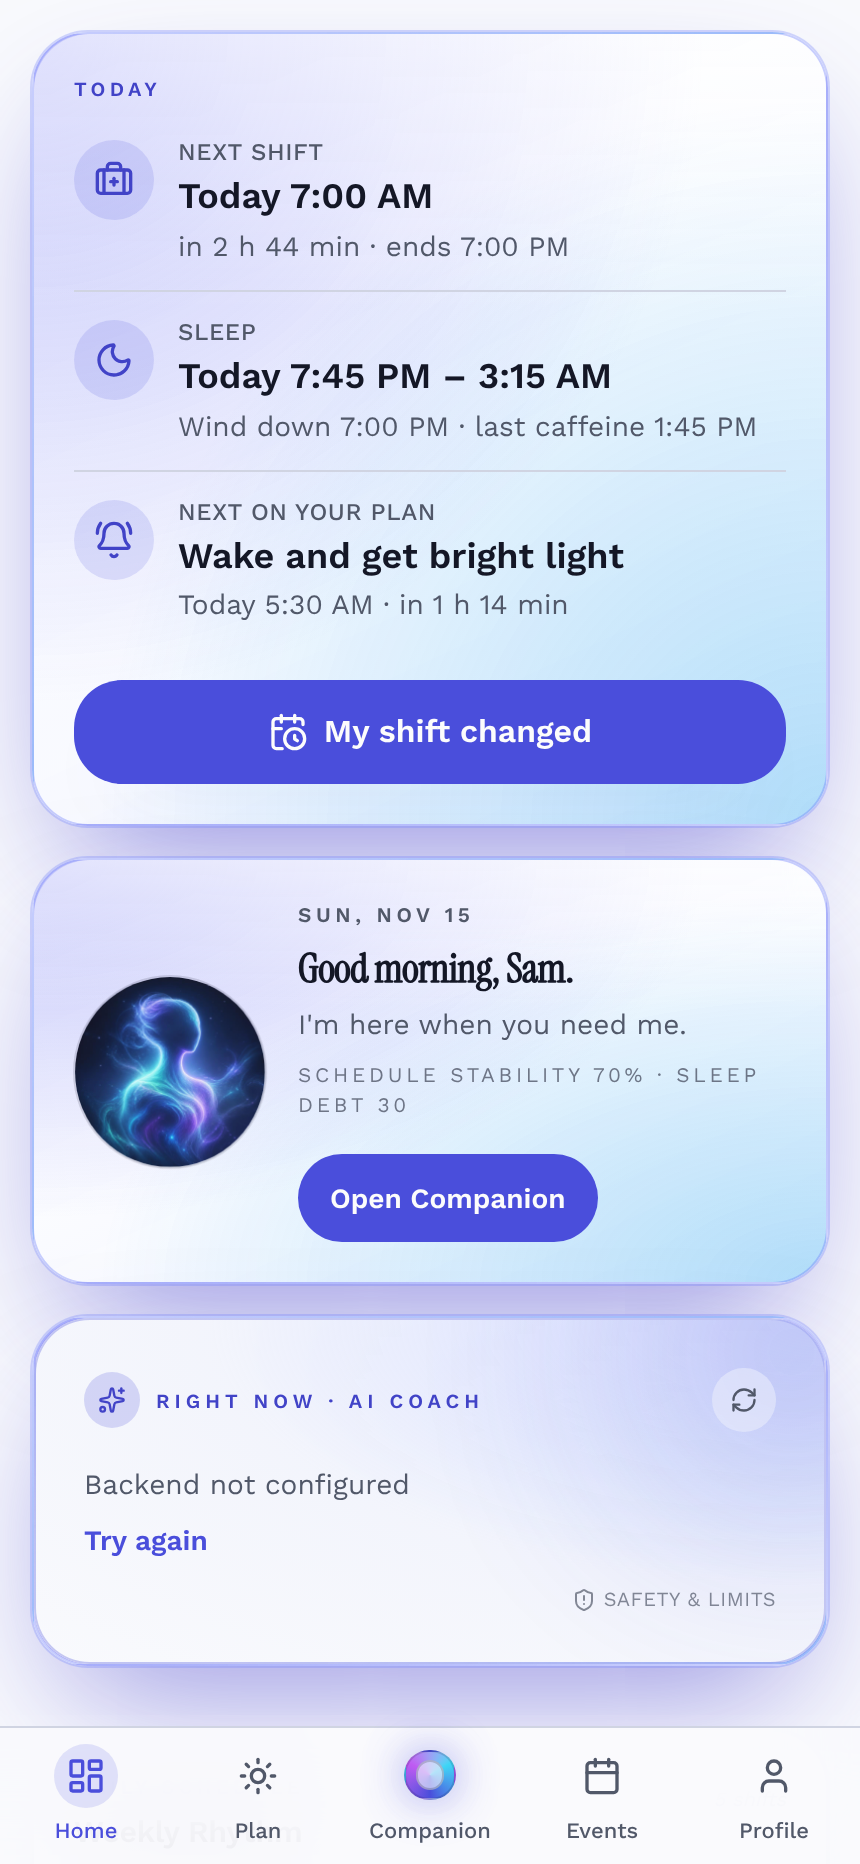 TODAY
NEXT SHIFT
Today 7:00 AM
in 2 h 44 min · ends 7:00 PM
SLEEP
Today 7:45 PM – 3:15 AM
Wind down 7:00 PM · last caffeine 1:45 PM
NEXT ON YOUR PLAN
Wake and get bright light
Today 5:30 AM · in 1 h 14 min
My shift changed
SUN, NOV 15
Good morning, Sam.
I'm here when you need me.
SCHEDULE STABILITY 70% · SLEEP
DEBT 30
Open Companion
RIGHT NOW · AI COACH
Backend not configured
Try again
SAFETY & LIMITS
Home Plan Companion Events Profile